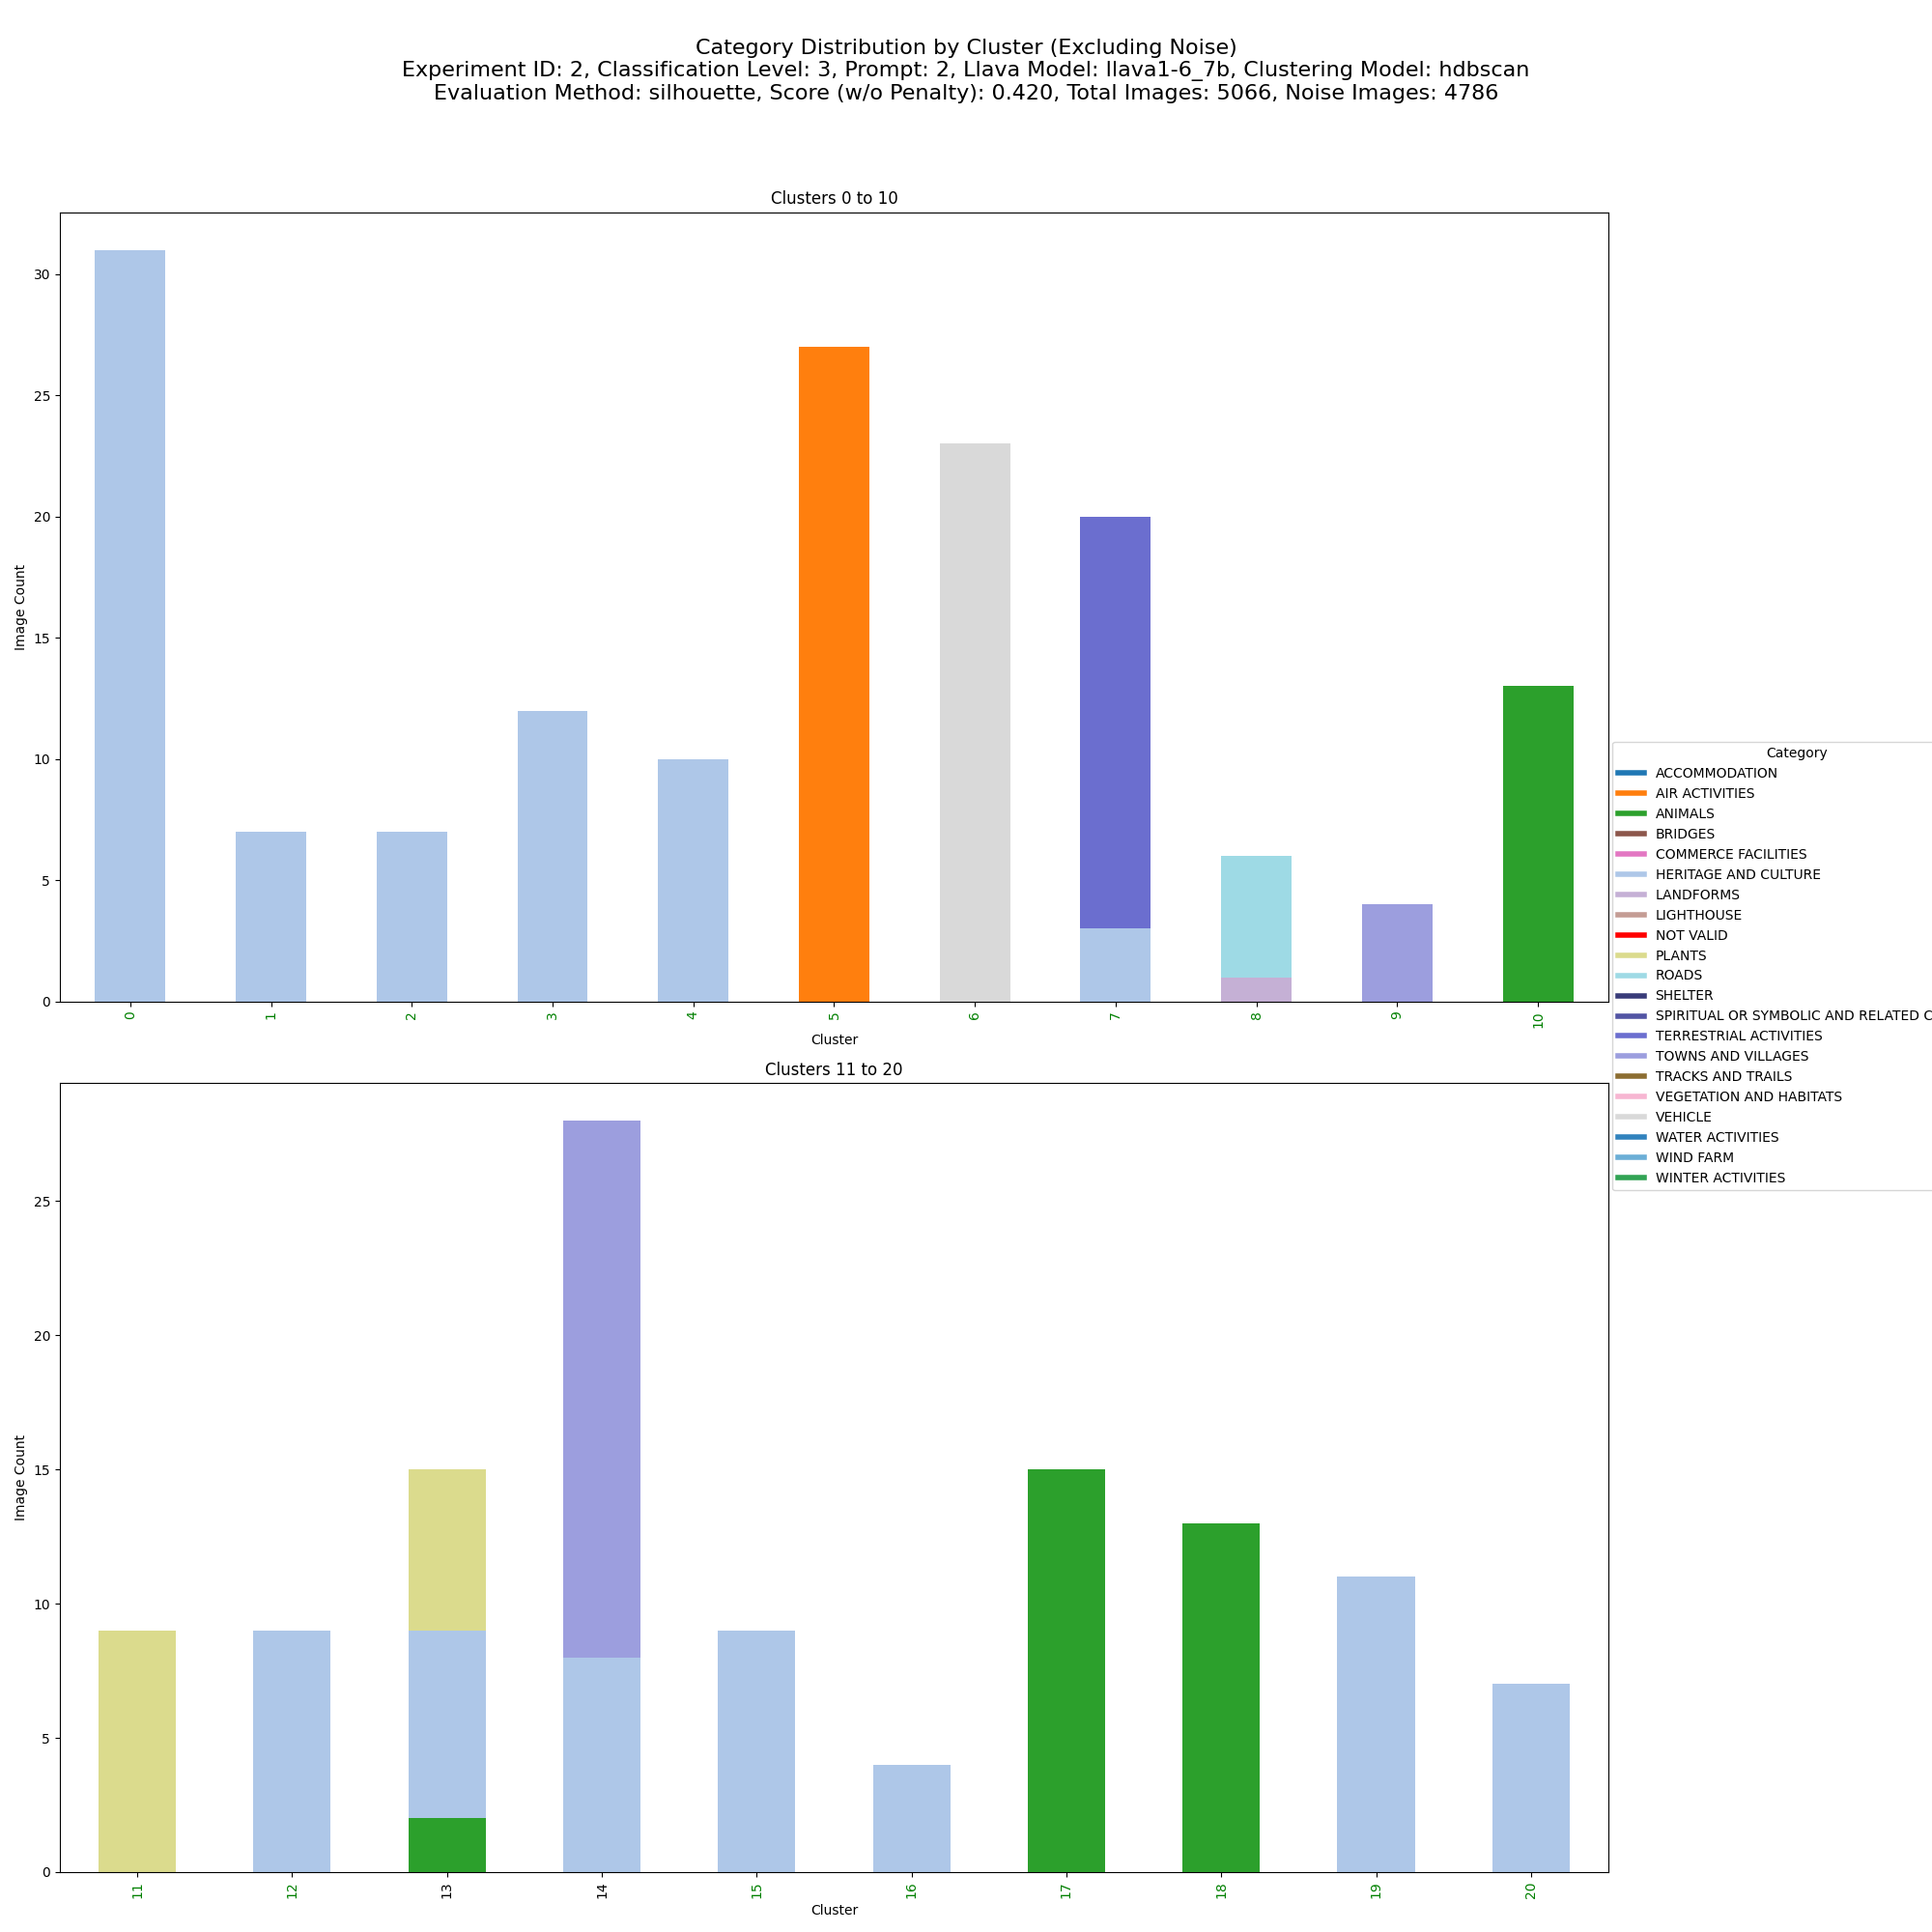 Category Distribution by Cluster (Excluding Noise)
Experiment ID: 2, Classification Level: 3, Prompt: 2, Llava Model: llava1-6_7b, Clustering Model: hdbscan
Evaluation Method: silhouette, Score (w/o Penalty): 0.420, Total Images: 5066, Noise Images: 4786
Clusters 0 to 10
Image Count
30
25
20
15
10
5
0
0 1 2 3 4 5 6 7 8 9 10
Cluster
Category
ACCOMMODATION
AIR ACTIVITIES
ANIMALS
BRIDGES
COMMERCE FACILITIES
HERITAGE AND CULTURE
LANDFORMS
LIGHTHOUSE
NOT VALID
PLANTS
ROADS
SHELTER
SPIRITUAL OR SYMBOLIC AND RELATED C
TERRESTRIAL ACTIVITIES
TOWNS AND VILLAGES
TRACKS AND TRAILS
VEGETATION AND HABITATS
VEHICLE
WATER ACTIVITIES
WIND FARM
WINTER ACTIVITIES
Clusters 11 to 20
Image Count
25
20
15
10
5
0
11 12 13 14 15 16 17 18 19 20
Cluster